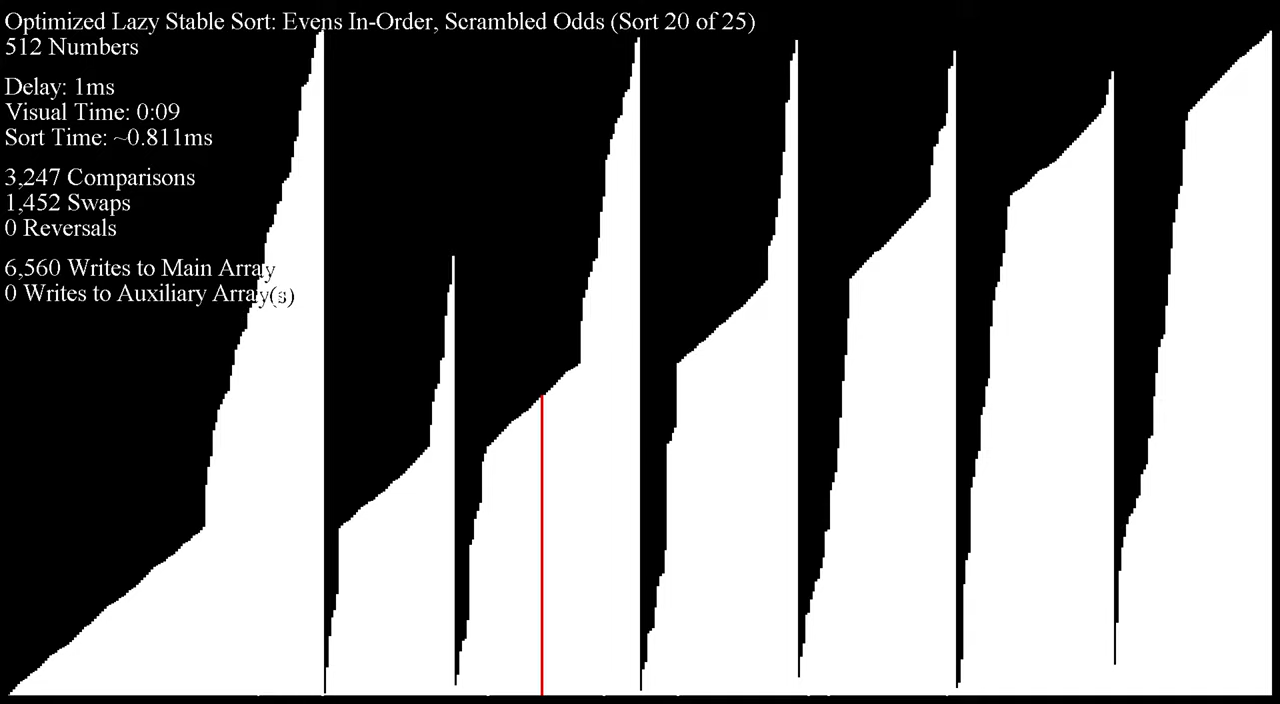 Optimized Lazy Stable Sort: Evens In-Order, Scrambled Odds (Sort 20 of 25)
512 Numbers
Delay: 1ms
Visual Time: 0:09
Sort Time: ~0.811ms
3,247 Comparisons
1,452 Swaps
0 Reversals
6,560 Writes to Main Array
0 Writes to Auxiliary Array(s)